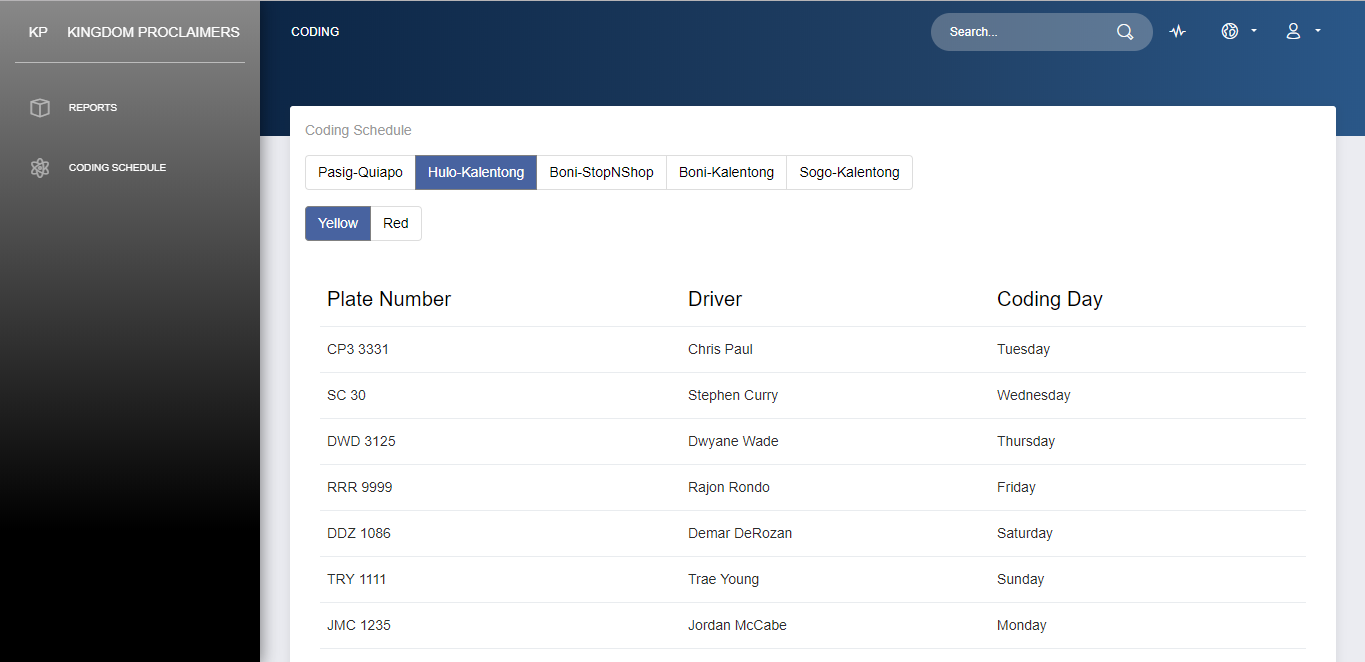 KP KINGDOM PROCLAIMERS
REPORTS
CODING SCHEDULE
CODING
Search...
Coding Schedule
Pasig-Quiapo Hulo-Kalentong Boni-StopNShop Boni-Kalentong Sogo-Kalentong
Yellow Red
Plate Number Driver Coding Day
CP3 3331 Chris Paul Tuesday
SC 30 Stephen Curry Wednesday
DWD 3125 Dwyane Wade Thursday
RRR 9999 Rajon Rondo Friday
DDZ 1086 Demar DeRozan Saturday
TRY 1111 Trae Young Sunday
JMC 1235 Jordan McCabe Monday